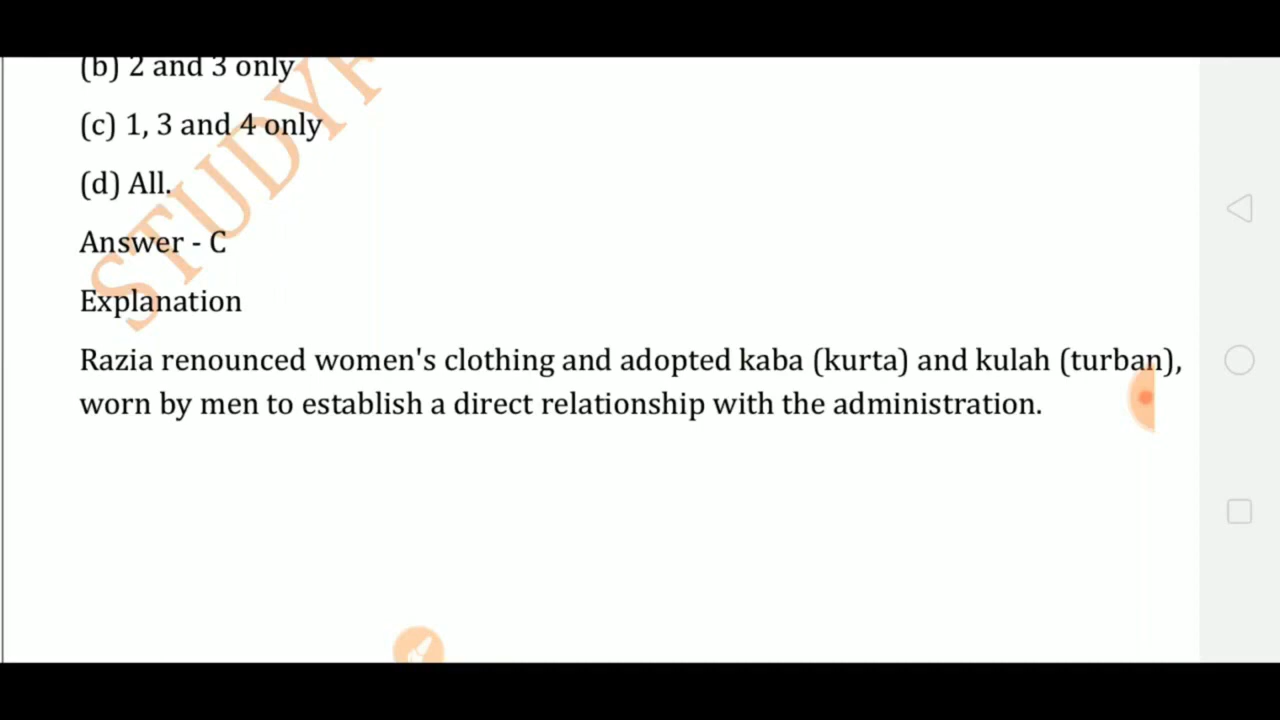 (b) 2 and 3 only
(c) 1, 3 and 4 only
(d) All.
Answer - C
Explanation
Razia renounced women's clothing and adopted kaba (kurta) and kulah (turban),
worn by men to establish a direct relationship with the administration.